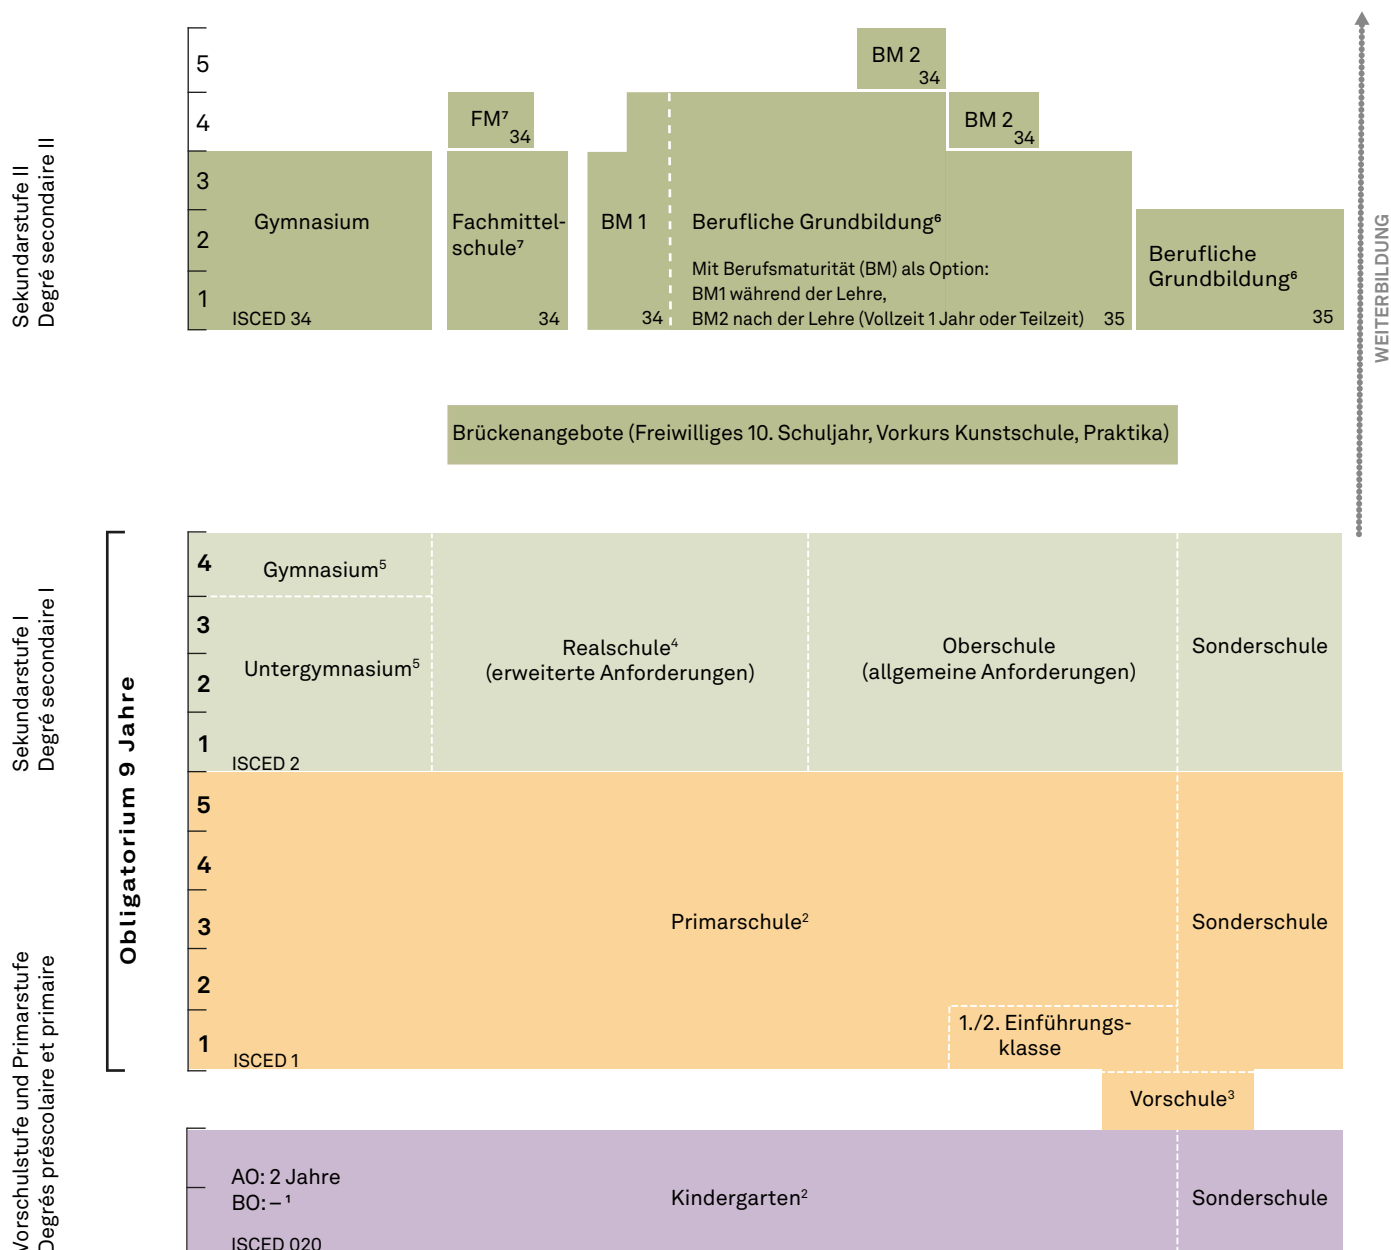 Sekundarstufe II
Degré secondaire II
5
4
3
2
1
BM 2
34
FM⁷
34
BM 2
34
Gymnasium
ISCED 34
Fachmittel-
schule⁷
34
BM 1
34
Berufliche Grundbildung⁶
Mit Berufsmaturität (BM) als Option:
BM1 während der Lehre,
BM2 nach der Lehre (Vollzeit 1 Jahr oder Teilzeit)
35
Berufliche
Grundbildung⁶
35
WEITERBILDUNG
Brückenangebote (Freiwilliges 10. Schuljahr, Vorkurs Kunstschule, Praktika)
Obligatorium 9 Jahre
Sekundarstufe I
Degré secondaire I
4
3
2
1
Gymnasium⁵
Untergymnasium⁵
ISCED 2
Realschule⁴
(erweiterte Anforderungen)
Oberschule
(allgemeine Anforderungen)
Sonderschule
Vorschulstufe und Primarstufe
Degrés préscolaire et primaire
5
4
3
2
1
ISCED 1
Primarschule²
Sonderschule
1./2. Einführungs-
klasse
Vorschule³
AO: 2 Jahre
BO: – ¹
ISCED 020
Kindergarten²
Sonderschule